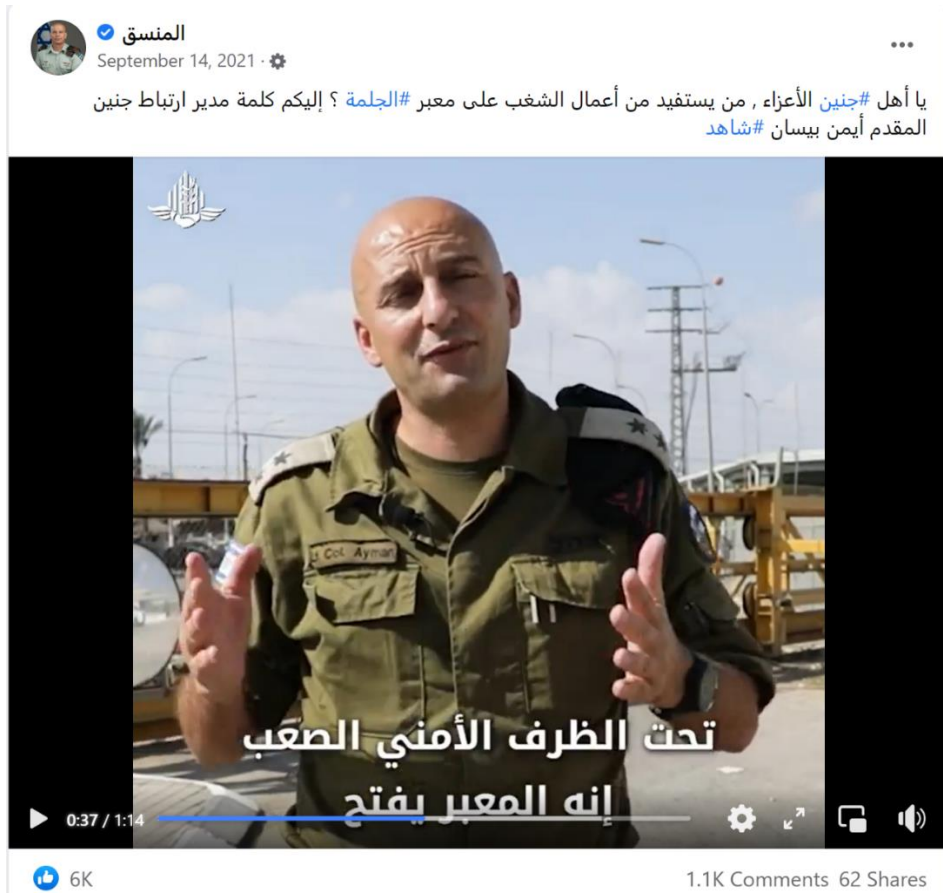 المنسق
September 14, 2021
يا أهل #جنين الأعزاء , من يستفيد من أعمال الشغب على معبر #الجلمة ؟ إليكم كلمة مدير ارتباط جنين
المقدم أيمن بيسان #شاهد
Col. Ayman
تحت الظرف الأمني الصعب
إنه المعبر يفتح
0:37 / 1:14
6K
1.1K Comments 62 Shares